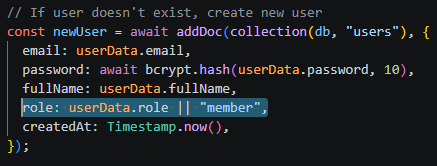 // If user doesn't exist, create new user
const newUser = await addDoc(collection(db, "users"), {
  email: userData.email,
  password: await bcrypt.hash(userData.password, 10),
  fullName: userData.fullName,
  role: userData.role || "member",
  createdAt: Timestamp.now(),
});